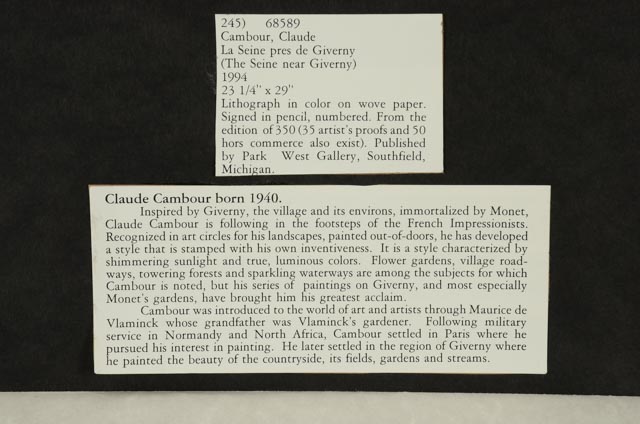 245) 68589
Cambour, Claude
La Seine pres de Giverny
(The Seine near Giverny)
1994
23 1/4" x 29"
Lithograph in color on wove paper.
Signed in pencil, numbered. From the
edition of 350 (35 artist's proofs and 50
hors commerce also exist). Published
by Park West Gallery, Southfield,
Michigan.
Claude Cambour born 1940.
Inspired by Giverny, the village and its environs, immortalized by Monet,
Claude Cambour is following in the footsteps of the French Impressionists.
Recognized in art circles for his landscapes, painted out-of-doors, he has developed
a style that is stamped with his own inventiveness. It is a style characterized by
shimmering sunlight and true, luminous colors. Flower gardens, village road-
ways, towering forests and sparkling waterways are among the subjects for which
Cambour is noted, but his series of paintings on Giverny, and most especially
Monet's gardens, have brought him his greatest acclaim.
Cambour was introduced to the world of art and artists through Maurice de
Vlaminck whose grandfather was Vlaminck's gardener. Following military
service in Normandy and North Africa, Cambour settled in Paris where he
pursued his interest in painting. He later settled in the region of Giverny where
he painted the beauty of the countryside, its fields, gardens and streams.